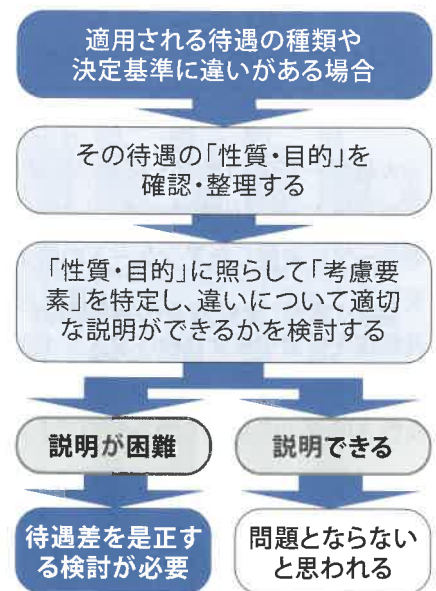 適用される待遇の種類や
決定基準に違いがある場合
その待遇の「性質・目的」を
確認・整理する
「性質・目的」に照らして「考慮要
素」を特定し、違いについて適切
な説明ができるかを検討する
説明が困難
説明できる
待遇差を是正す
る検討が必要
問題とならない
と思われる